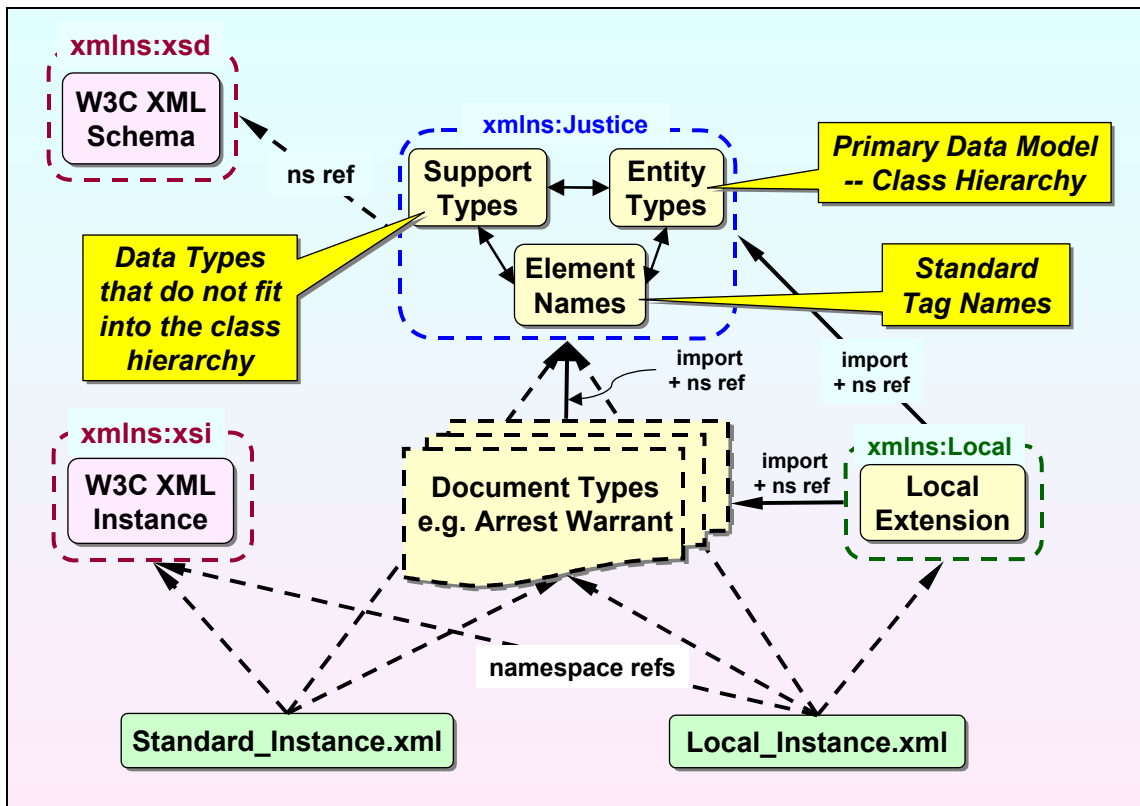 xmlns:xsd
W3C XML
Schema
ns ref
xmlns:Justice
Support
Types
Entity
Types
Element
Names
Primary Data Model
-- Class Hierarchy
Data Types
that do not fit
into the class
hierarchy
Standard
Tag Names
import
+ ns ref
import
+ ns ref
xmlns:xsi
W3C XML
Instance
Document Types
e.g. Arrest Warrant
import
+ ns ref
xmlns:Local
Local
Extension
namespace refs
Standard_Instance.xml
Local_Instance.xml